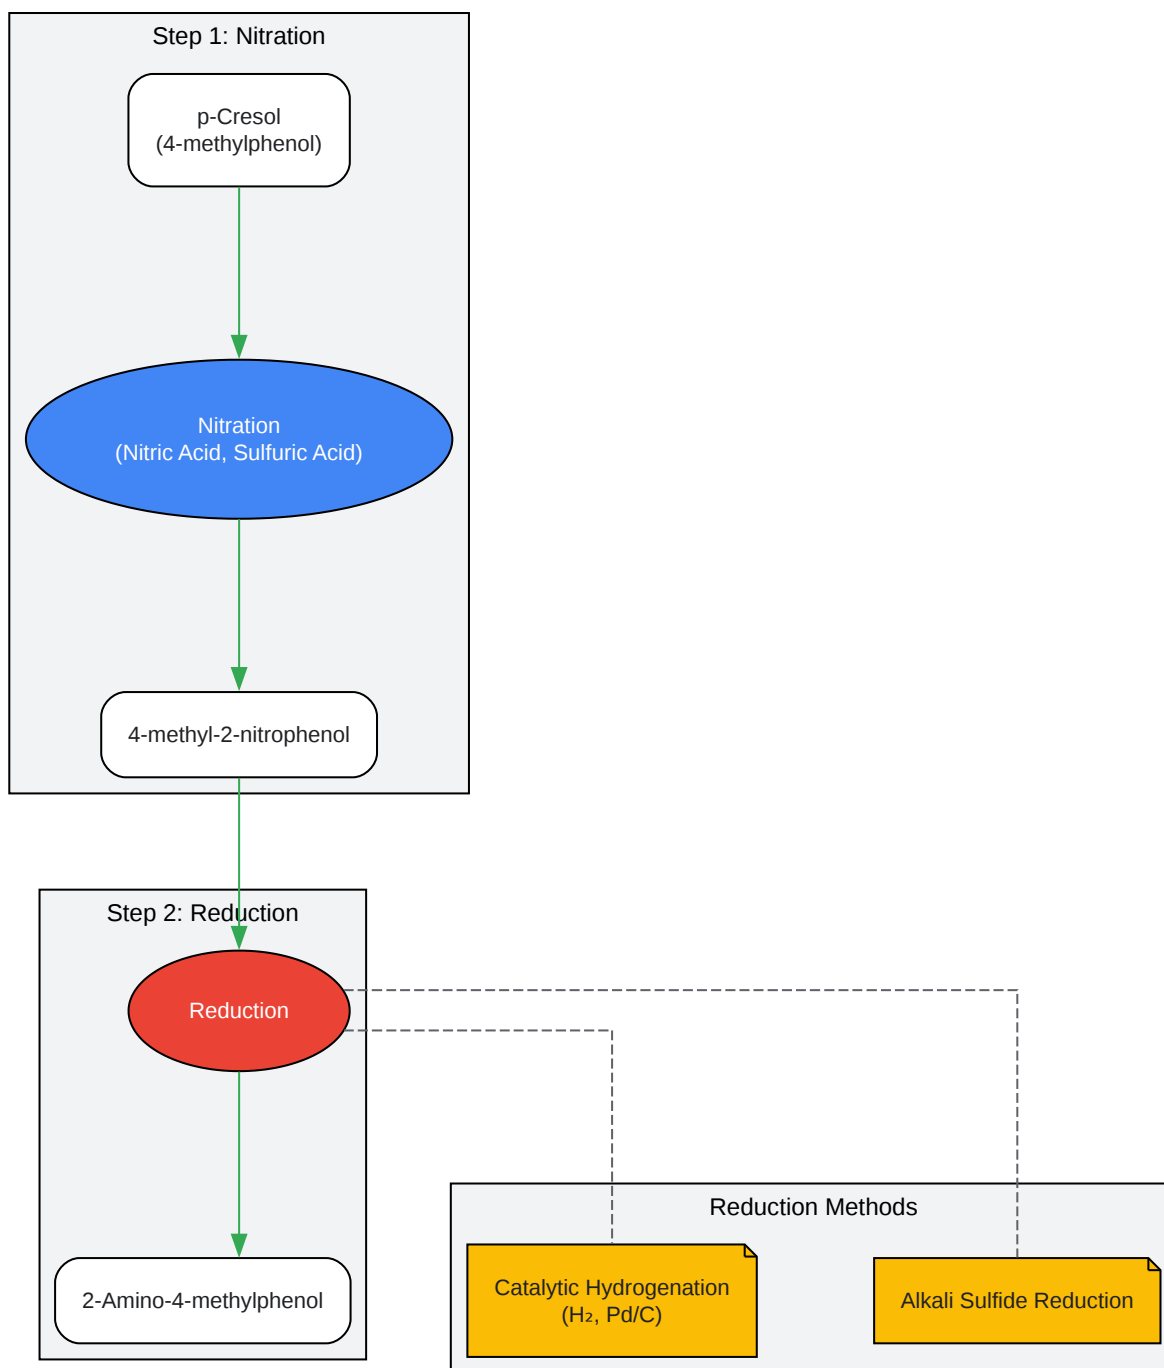 Step 1: Nitration
p-Cresol
(4-methylphenol)
Nitration
(Nitric Acid, Sulfuric Acid)
4-methyl-2-nitrophenol
Step 2: Reduction
Reduction
2-Amino-4-methylphenol
Reduction Methods
Catalytic Hydrogenation
(H₂, Pd/C)
Alkali Sulfide Reduction